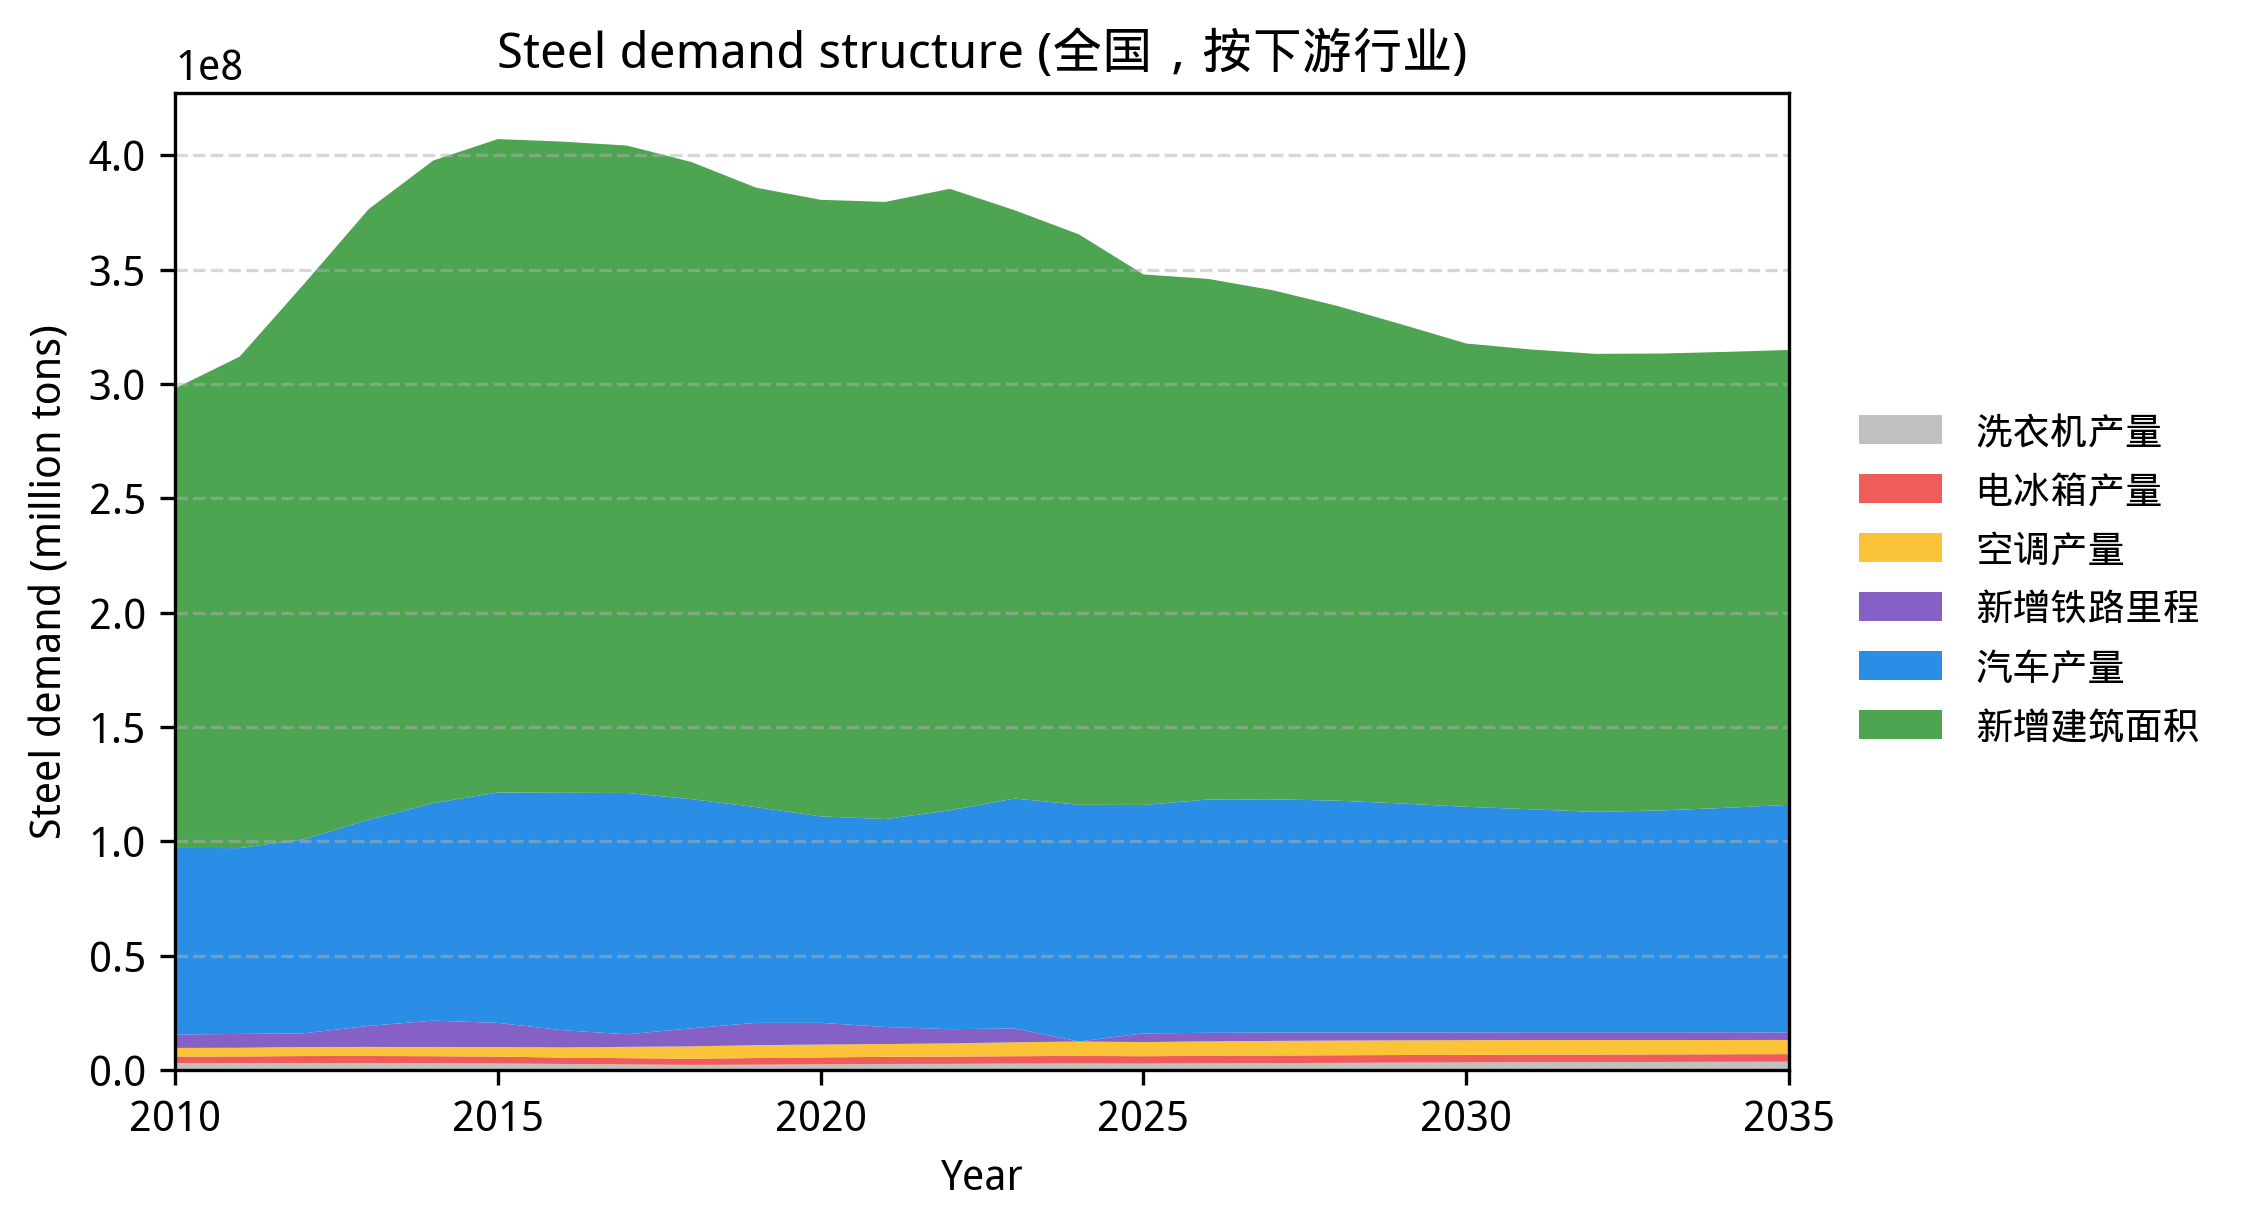 Steel demand structure (全国，按下游行业)
1e8
Steel demand (million tons)
4.0
3.5
3.0
2.5
2.0
1.5
1.0
0.5
0.0
2010 2015 2020 2025 2030 2035
Year
洗衣机产量
电冰箱产量
空调产量
新增铁路里程
汽车产量
新增建筑面积